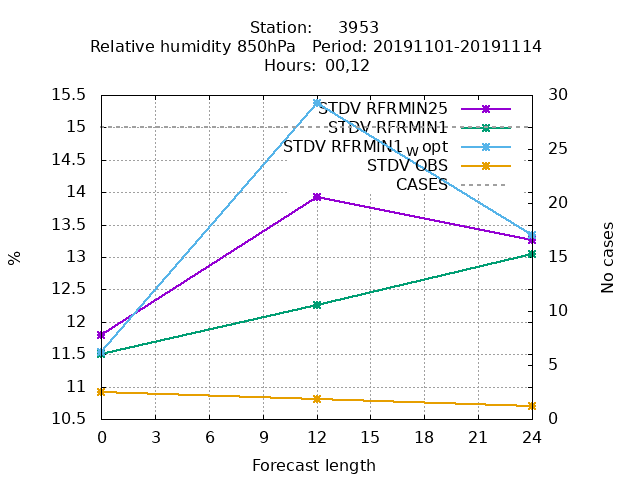 Station: 3953
Relative humidity 850hPa Period: 20191101-20191114
Hours: 00,12
15.5
15
14.5
14
13.5
13
12.5
12
11.5
11
10.5
30
25
20
15
10
5
0
STDV RFRMIN25
STDV RFRMIN1
STDV RFRMIN1_W opt
STDV OBS
CASES
%
No cases
0 3 6 9 12 15 18 21 24
Forecast length